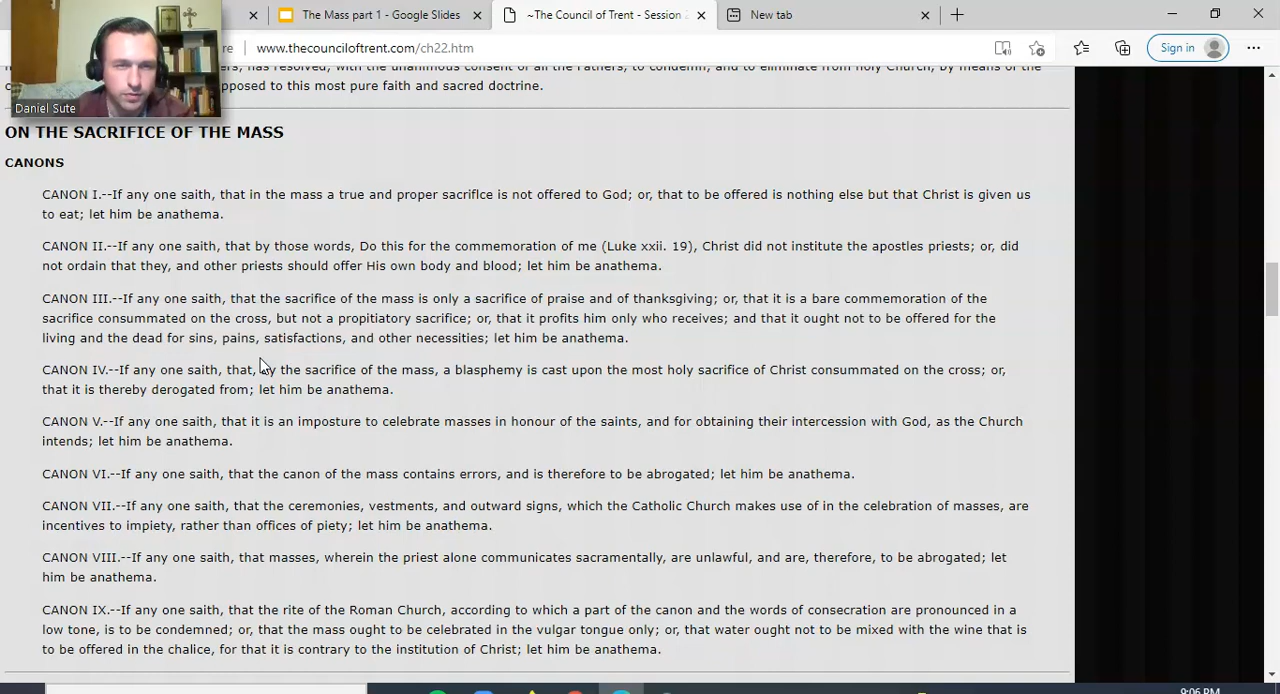 The Mass part 1 - Google Slides
~The Council of Trent - Session
New tab
re
www.thecounciloftrent.com/ch22.htm
Sign in
Daniel Sute
has resolved, with the unanimous consent of all the Fathers, to condemn, and to eliminate from holy Church, by means of the
pposed to this most pure faith and sacred doctrine.
ON THE SACRIFICE OF THE MASS
CANONS
CANON I.--If any one saith, that in the mass a true and proper sacrifice is not offered to God; or, that to be offered is nothing else but that Christ is given us
to eat; let him be anathema.
CANON II.--If any one saith, that by those words, Do this for the commemoration of me (Luke xxii. 19), Christ did not institute the apostles priests; or, did
not ordain that they, and other priests should offer His own body and blood; let him be anathema.
CANON III.--If any one saith, that the sacrifice of the mass is only a sacrifice of praise and of thanksgiving; or, that it is a bare commemoration of the
sacrifice consummated on the cross, but not a propitiatory sacrifice; or, that it profits him only who receives; and that it ought not to be offered for the
living and the dead for sins, pains, satisfactions, and other necessities; let him be anathema.
CANON IV.--If any one saith, that, by the sacrifice of the mass, a blasphemy is cast upon the most holy sacrifice of Christ consummated on the cross; or,
that it is thereby derogated from; let him be anathema.
CANON V.--If any one saith, that it is an imposture to celebrate masses in honour of the saints, and for obtaining their intercession with God, as the Church
intends; let him be anathema.
CANON VI.--If any one saith, that the canon of the mass contains errors, and is therefore to be abrogated; let him be anathema.
CANON VII.--If any one saith, that the ceremonies, vestments, and outward signs, which the Catholic Church makes use of in the celebration of masses, are
incentives to impiety, rather than offices of piety; let him be anathema.
CANON VIII.--If any one saith, that masses, wherein the priest alone communicates sacramentally, are unlawful, and are, therefore, to be abrogated; let
him be anathema.
CANON IX.--If any one saith, that the rite of the Roman Church, according to which a part of the canon and the words of consecration are pronounced in a
low tone, is to be condemned; or, that the mass ought to be celebrated in the vulgar tongue only; or, that water ought not to be mixed with the wine that is
to be offered in the chalice, for that it is contrary to the institution of Christ; let him be anathema.
9:06 PM